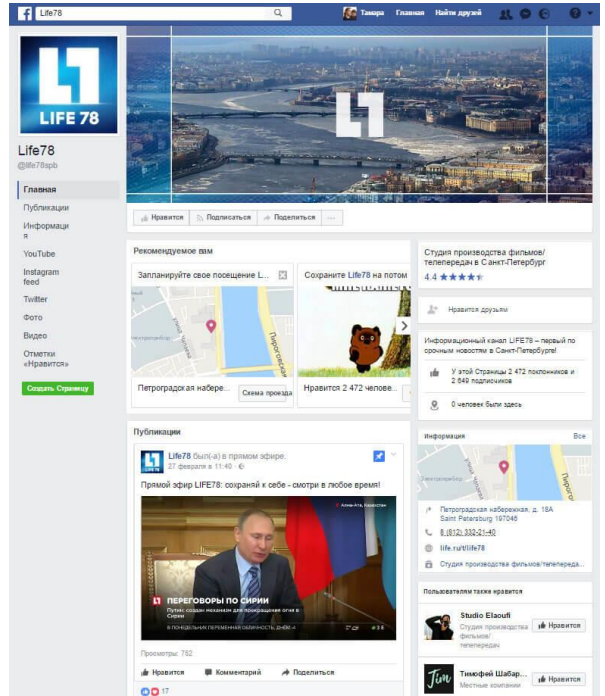 Life78
Тамара
Главная
Найти друзей
LIFE 78
Life78
@life78spb
Главная
Публикации
Информаци
я
YouTube
Instagram
feed
Twitter
Фото
Видео
Отметки
«Нравится»
Создать Страницу
Нравится
Подписаться
Поделиться
Рекомендуемое вам
Запланируйте свое посещение L...
Петроградская набере...
Схема проезда
Сохраните Life78 на потом
Нравится 2 472 челове...
Публикации
Life78 был(-а) в прямом эфире.
27 февраля в 11:40
Прямой эфир LIFE78: сохраняй к себе - смотри в любое время!
Алма-Ата, Казахстан
ПЕРЕГОВОРЫ ПО СИРИИ
Путин: создан механизм для прекращения огня в
Сирии
Просмотры: 762
Нравится
Комментарий
Поделиться
17
Студия производства фильмов/
телепередач в Санкт-Петербург
4.4 ★★★★★
Нравится друзьям
Информационный канал LIFE78 – первый по
срочным новостям в Санкт-Петербурге!
У этой Страницы 2 472 поклонников и
2 649 подписчиков
0 человек были здесь
Информация
Все
Петроградская набережная, д. 18А
Saint Petersburg 197046
8 (812) 332-21-40
life.ru/t/life78
Студия производства фильмов/телепереда...
Пользователям также нравится
Studio Elaoufi
Студия производства
фильмов/
телепередач
Нравится
Тимофей Шабар...
Местные компании
Нравится